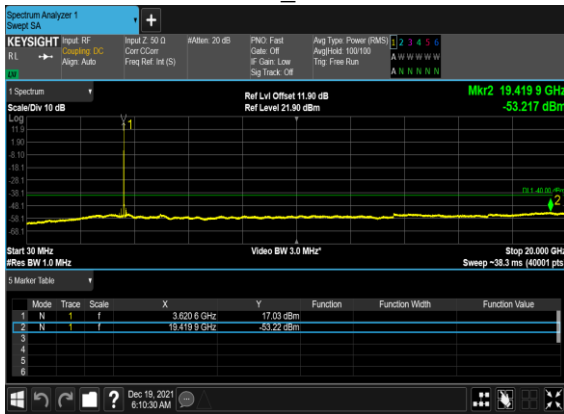 Spectrum Analyzer 1
Swept SA
KEYSIGHT Input: RF Input Z: 50 Ω #Atten: 20 dB PNO: Fast Avg Type: Power (RMS) 1 2 3 4 5 6
RL Coupling: DC Corr CCorr Gate: Off Avg|Hold: 100/100 A W W W W W
Align: Auto Freq Ref: Int (S) IF Gain: Low Trig: Free Run
LXI Sig Track: Off A N N N N N
1 Spectrum Ref Lvl Offset 11.90 dB Mkr2 19.419 9 GHz
Scale/Div 10 dB Ref Level 21.90 dBm -53.217 dBm
Log
11.9
1.90
-8.10
-18.1
-28.1
-38.1
-48.1
-58.1
-68.1
1
DL1 -40.00 dBm
2
Start 30 MHz Video BW 3.0 MHz* Stop 20.000 GHz
#Res BW 1.0 MHz Sweep ~38.3 ms (40001 pts)
5 Marker Table
Mode Trace Scale X Y Function Function Width Function Value
1 N 1 f 3.620 6 GHz 17.03 dBm
2 N 1 f 19.419 9 GHz -53.22 dBm
3
4
5
6
? Dec 19, 2021
6:10:30 AM